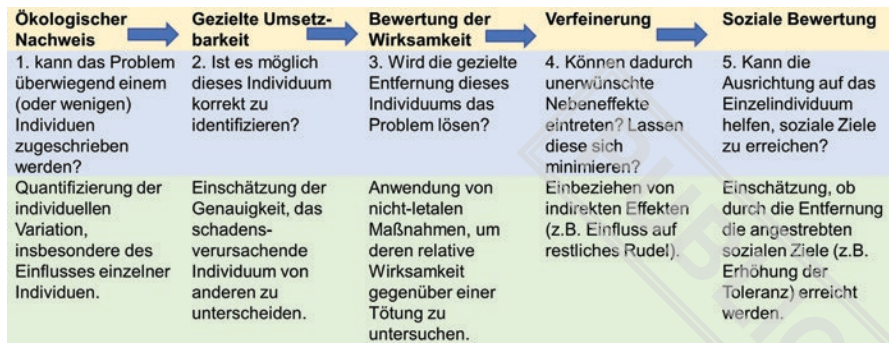 Ökologischer
Nachweis
Gezielte Umsetz-
barkeit
Bewertung der
Wirksamkeit
Verfeinerung
Soziale Bewertung
1. kann das Problem
überwiegend einem
(oder wenigen)
Individuen
zugeschrieben
werden?
2. Ist es möglich
dieses Individuum
korrekt zu
identifizieren?
3. Wird die gezielte
Entfernung dieses
Individuums das
Problem lösen?
4. Können dadurch
unerwünschte
Nebeneffekte
eintreten? Lassen
diese sich
minimieren?
5. Kann die
Ausrichtung auf das
Einzelindividuum
helfen, soziale Ziele
zu erreichen?
Quantifizierung der
individuellen
Variation,
insbesondere des
Einflusses einzelner
Individuen.
Einschätzung der
Genauigkeit, das
schadens-
verursachende
Individuum von
anderen zu
unterscheiden.
Anwendung von
nicht-letalen
Maßnahmen, um
deren relative
Wirksamkeit
gegenüber einer
Tötung zu
untersuchen.
Einbeziehen von
indirekten Effekten
(z.B. Einfluss auf
restliches Rudel).
Einschätzung, ob
durch die Entfernung
die angestrebten
sozialen Ziele (z.B.
Erhöhung der
Toleranz) erreicht
werden.